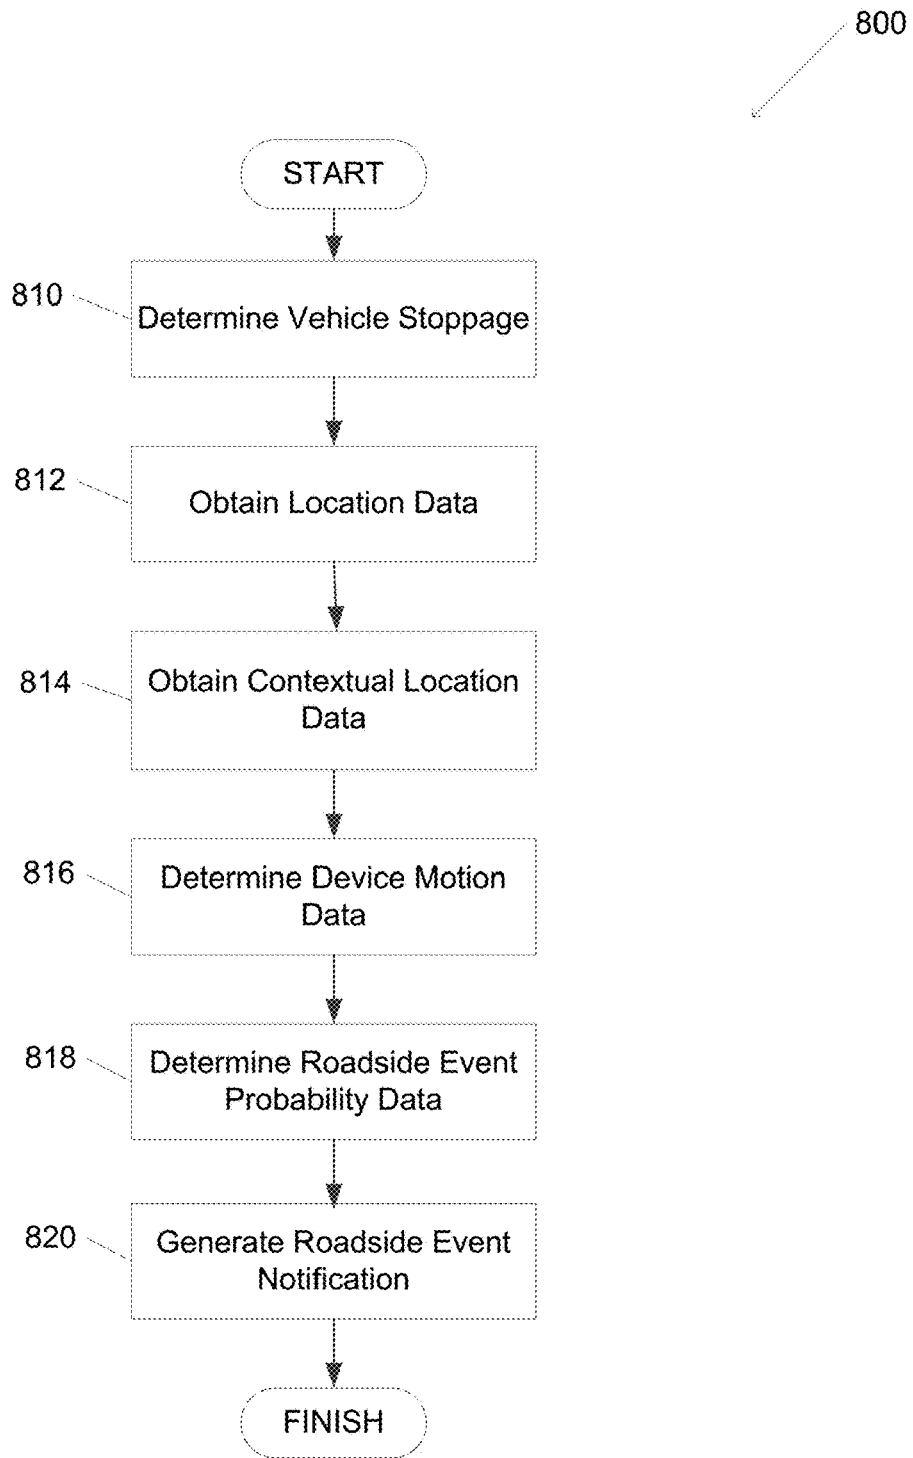 800
START
810
Determine Vehicle Stoppage
812
Obtain Location Data
814
Obtain Contextual Location
Data
816
Determine Device Motion
Data
818
Determine Roadside Event
Probability Data
820
Generate Roadside Event
Notification
FINISH